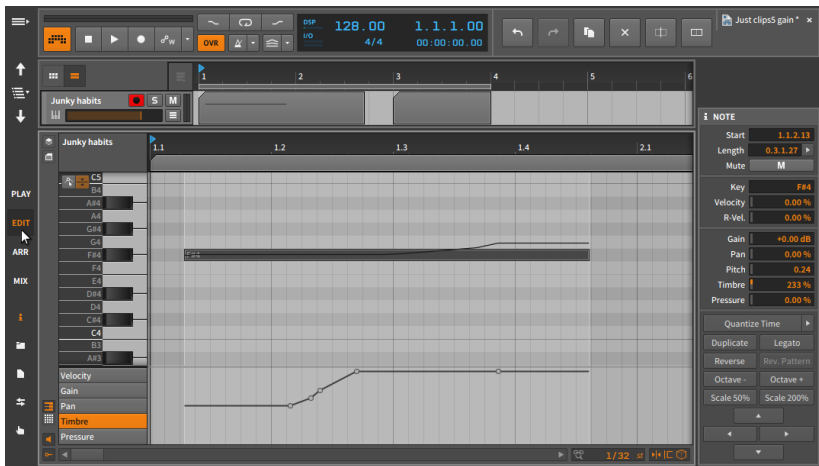 DSP
I/O
128.00
4/4
1.1.1.00
00:00:00.00
Just clips5 gain *
OVR
W
1
2
3
4
5
6
Junky habits
S
M
NOTE
Junky habits
1.1
1.2
1.3
1.4
2.1
Start 1.1.2.13
Length 0.3.1.27
Mute M
PLAY
EDIT
ARR
MIX
Key F#4
Velocity 0.00 %
R-Vel. 0.00 %
Gain +0.00 dB
Pan 0.00 %
Pitch 0.24
Timbre 233 %
Pressure 0.00 %
C5
B4
A#4
A4
G#4
G4
F#4
F#4
F4
E4
D#4
D4
C#4
C4
B3
A#3
Quantize Time
Duplicate Legato
Reverse Rev. Pattern
Octave - Octave +
Scale 50% Scale 200%
Velocity
Gain
Pan
Timbre
Pressure
1/32 st